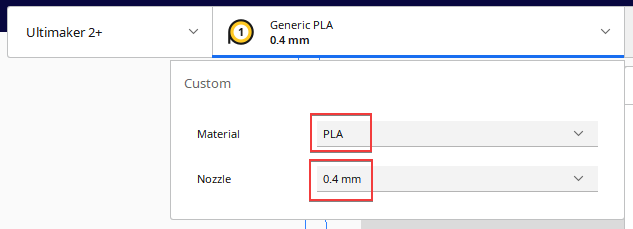 Ultimaker 2+
1
Generic PLA
0.4 mm
Custom
Material
PLA
Nozzle
0.4 mm